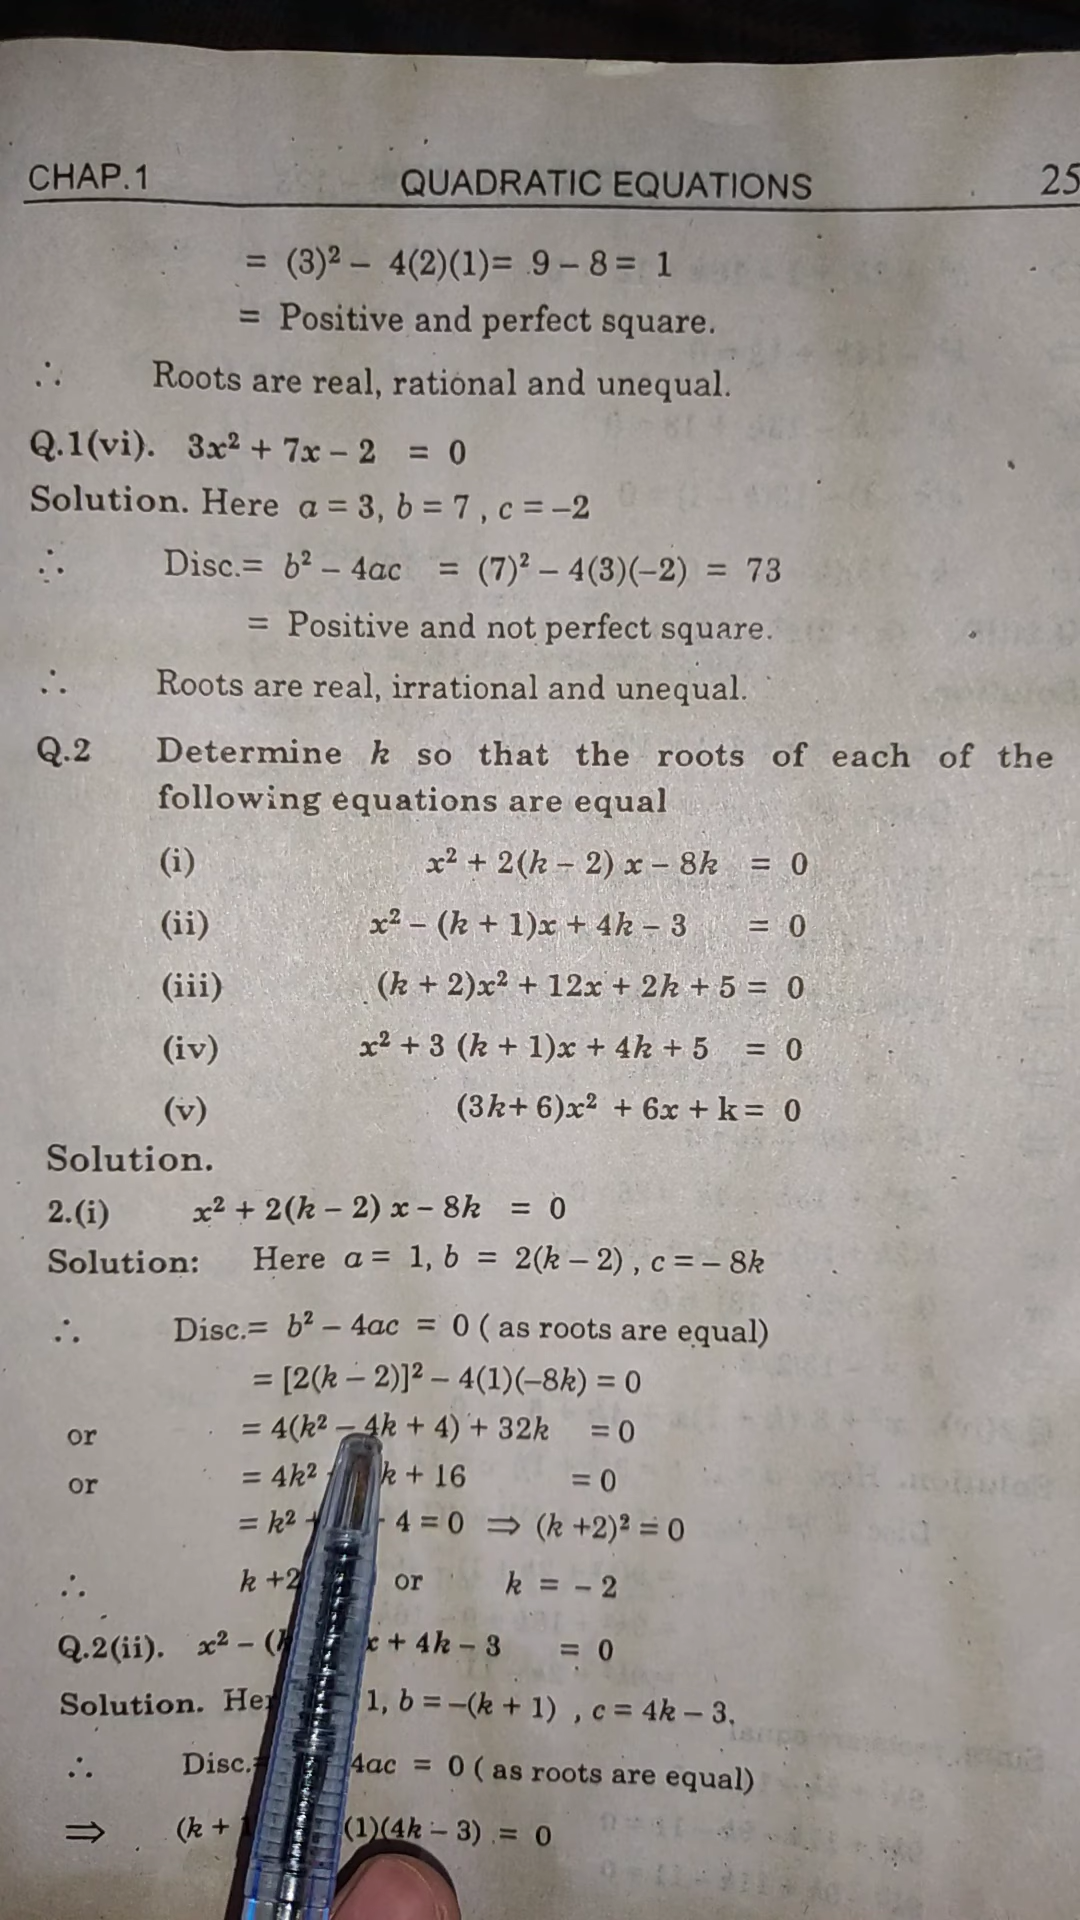 CHAP.1 QUADRATIC EQUATIONS 25
= (3)² – 4(2)(1)= 9 – 8 = 1
= Positive and perfect square.
∴ Roots are real, rational and unequal.
Q.1(vi). 3x² + 7x – 2 = 0
Solution. Here a = 3, b = 7 , c = –2
∴ Disc.= b² – 4ac = (7)² – 4(3)(–2) = 73
= Positive and not perfect square.
∴ Roots are real, irrational and unequal.
Q.2 Determine k so that the roots of each of the
following equations are equal
(i) x² + 2(k – 2) x – 8k = 0
(ii) x² – (k + 1)x + 4k – 3 = 0
(iii) (k + 2)x² + 12x + 2k + 5 = 0
(iv) x² + 3 (k + 1)x + 4k + 5 = 0
(v) (3k+ 6)x² + 6x + k = 0
Solution.
2.(i) x² + 2(k – 2) x – 8k = 0
Solution: Here a = 1, b = 2(k – 2) , c = – 8k
∴ Disc.= b² – 4ac = 0 ( as roots are equal)
= [2(k – 2)]² – 4(1)(–8k) = 0
or = 4(k² – 4k + 4) + 32k = 0
or = 4k² k + 16 = 0
= k² + 4 = 0 ⇒ (k +2)² = 0
∴ k +2 or k = – 2
Q.2(ii). x² – ( x + 4k – 3 = 0
Solution. 1, b = –(k + 1) , c = 4k – 3.
∴ Disc. 4ac = 0 ( as roots are equal)
⇒ (k + (1)(4k – 3) = 0